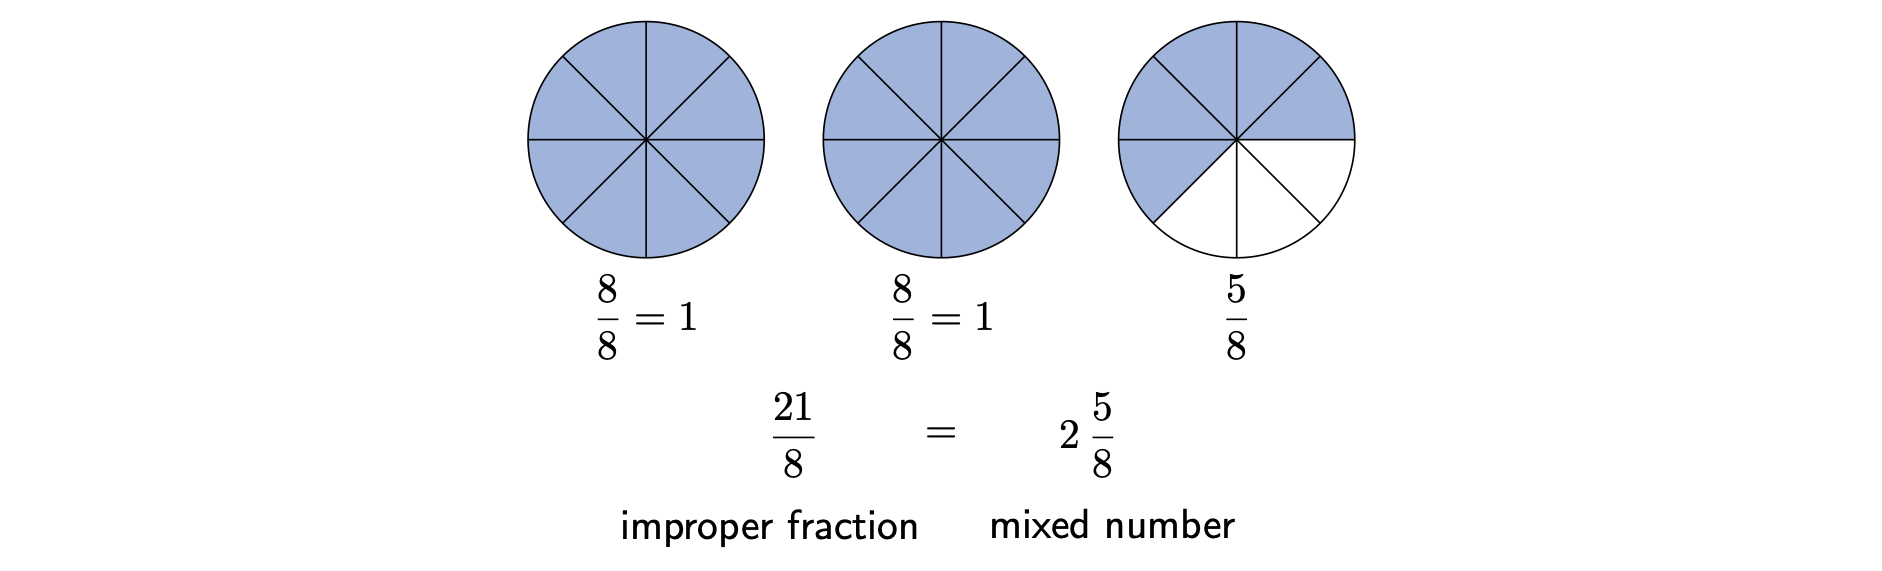 8/8 = 1 8/8 = 1 5/8
21/8 = 2 5/8
improper fraction mixed number